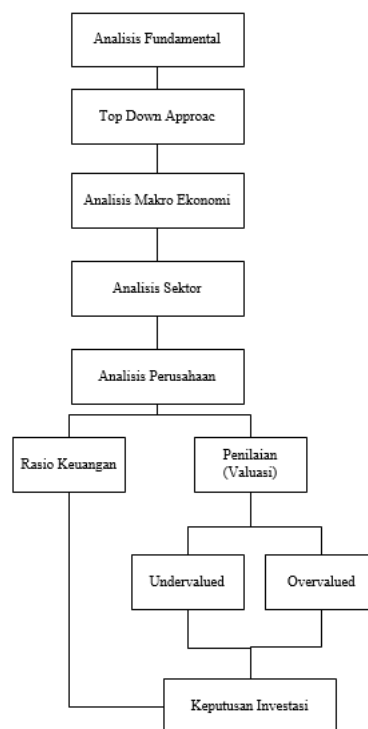 Analisis Fundamental
Top Down Approac
Analisis Makro Ekonomi
Analisis Sektor
Analisis Perusahaan
Rasio Keuangan
Penilaian
(Valuasi)
Undervalued
Overvalued
Keputusan Investasi